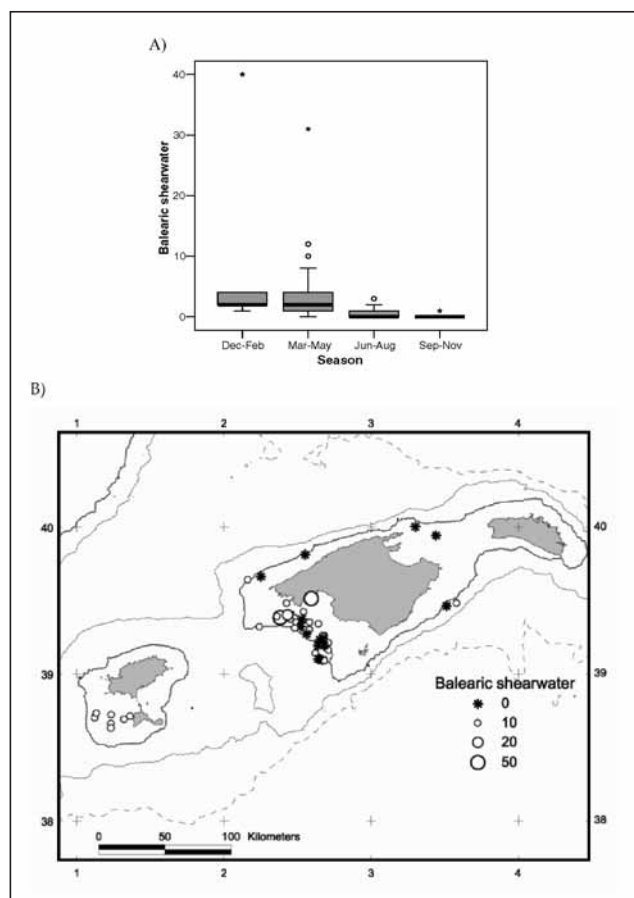 A)
Balearic shearwater
40
30
20
10
0
Dec-Feb Mar-May Jun-Aug Sep-Nov
Season
B)
1 2 3 4
40 40
39 39
Balearic shearwater
0
10
20
50
38 38
0 50 100 Kilometers
1 2 3 4